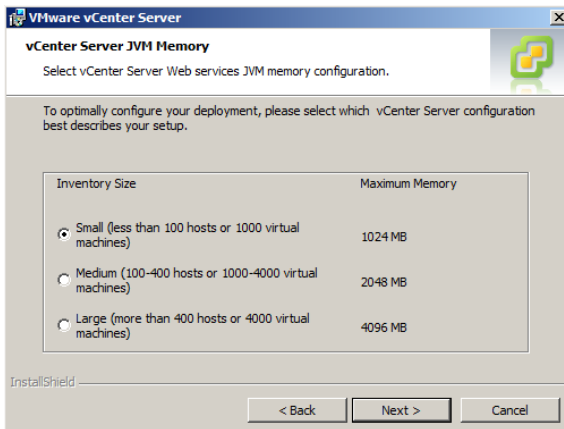 VMware vCenter Server
vCenter Server JVM Memory
Select vCenter Server Web services JVM memory configuration.
To optimally configure your deployment, please select which vCenter Server configuration
best describes your setup.
Inventory Size Maximum Memory
Small (less than 100 hosts or 1000 virtual
machines) 1024 MB
Medium (100-400 hosts or 1000-4000 virtual
machines) 2048 MB
Large (more than 400 hosts or 4000 virtual
machines) 4096 MB
InstallShield
< Back Next > Cancel